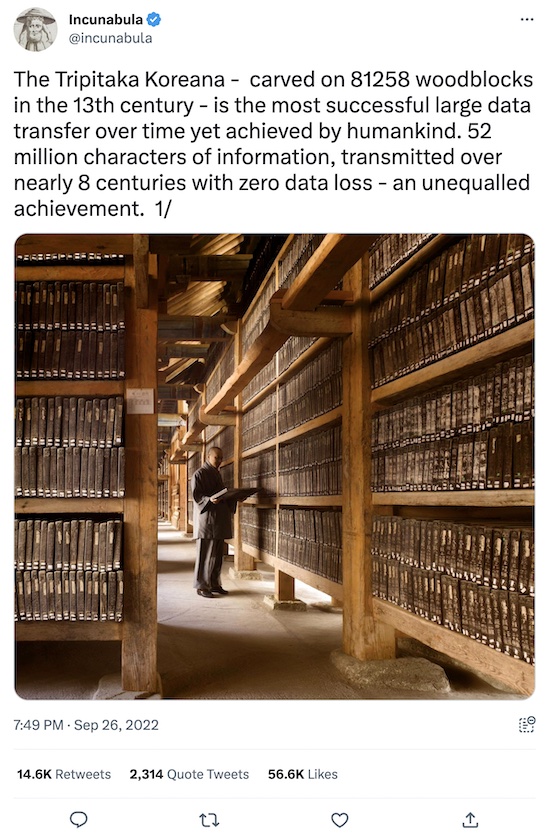 Incunabula
@incunabula
The Tripitaka Koreana -  carved on 81258 woodblocks
in the 13th century - is the most successful large data
transfer over time yet achieved by humankind. 52
million characters of information, transmitted over
nearly 8 centuries with zero data loss - an unequalled
achievement.  1/
7:49 PM · Sep 26, 2022
14.6K Retweets 2,314 Quote Tweets 56.6K Likes